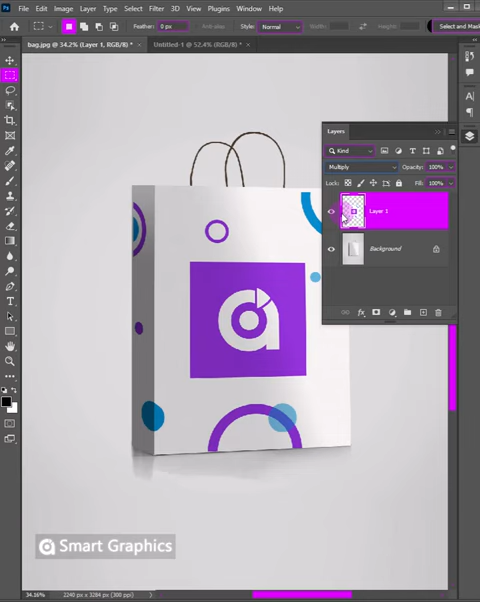 Ps File Edit Image Layer Type Select Filter 3D View Plugins Window Help
Feather: 0 px Anti-alias Style: Normal Width: Height: Select and Mask
bag.jpg @ 34.2% (Layer 1, RGB/8) * × Untitled-1 @ 52.4% (RGB/8) * ×
Layers
Kind
Multiply Opacity: 100%
Lock: Fill: 100%
Layer 1
Background
fx
Smart Graphics
34.16% 2240 px x 3284 px (300 ppi)